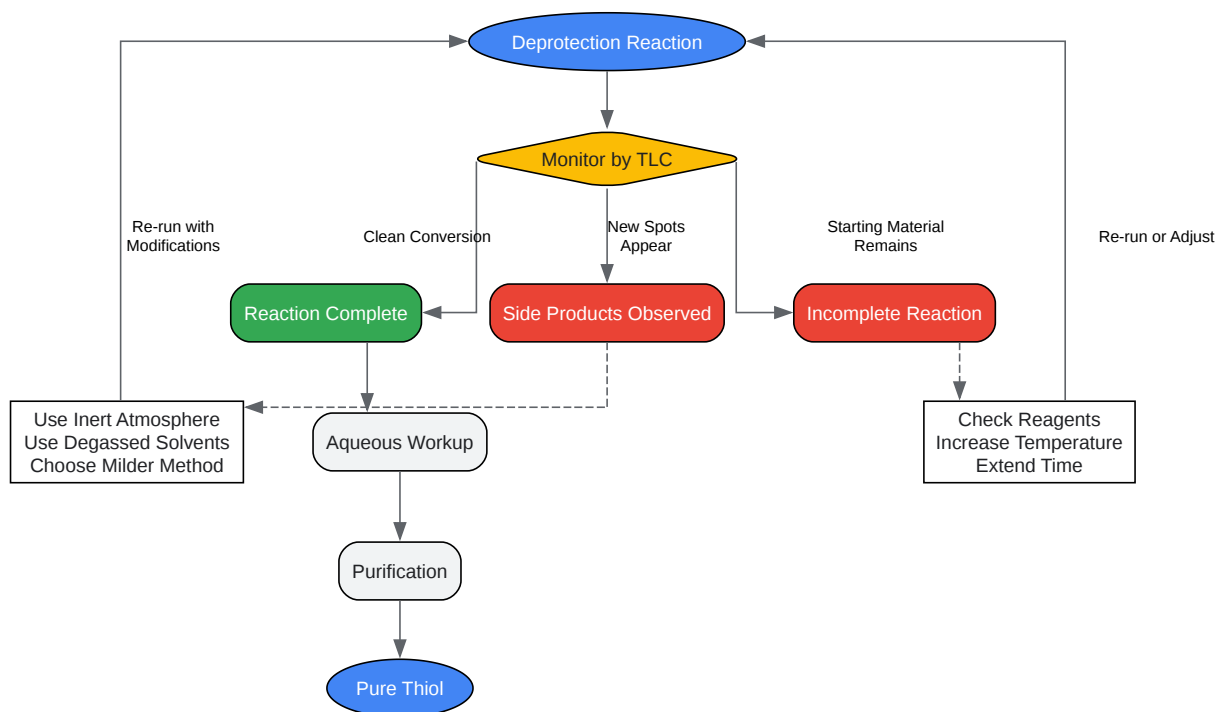 Deprotection Reaction
Monitor by TLC
Re-run with
Modifications
Clean Conversion
New Spots
Appear
Starting Material
Remains
Re-run or Adjust
Reaction Complete
Side Products Observed
Incomplete Reaction
Use Inert Atmosphere
Use Degassed Solvents
Choose Milder Method
Aqueous Workup
Check Reagents
Increase Temperature
Extend Time
Purification
Pure Thiol